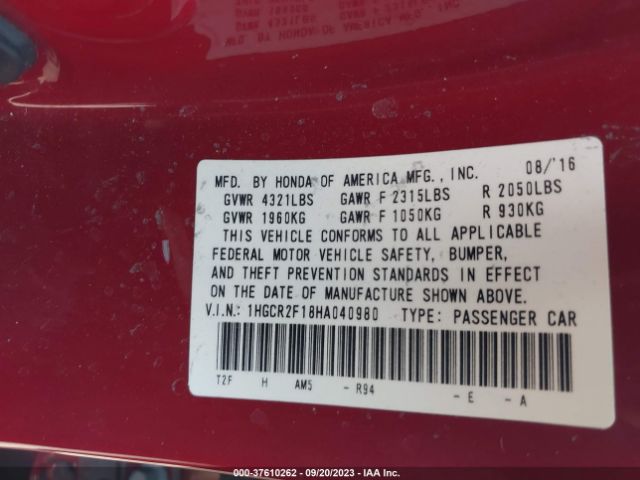 MFD. BY HONDA OF AMERICA MFG., INC. 08/'16
GVWR 4321LBS GAWR F 2315LBS R 2050LBS
GVWR 1960KG GAWR F 1050KG R 930KG
THIS VEHICLE CONFORMS TO ALL APPLICABLE
FEDERAL MOTOR VEHICLE SAFETY, BUMPER,
AND THEFT PREVENTION STANDARDS IN EFFECT
ON THE DATE OF MANUFACTURE SHOWN ABOVE.
V.I.N.: 1HGCR2F18HA040980 TYPE: PASSENGER CAR
T2F H AM5 - R94 - E - A
000-37610262 - 09/20/2023 - IAA Inc.